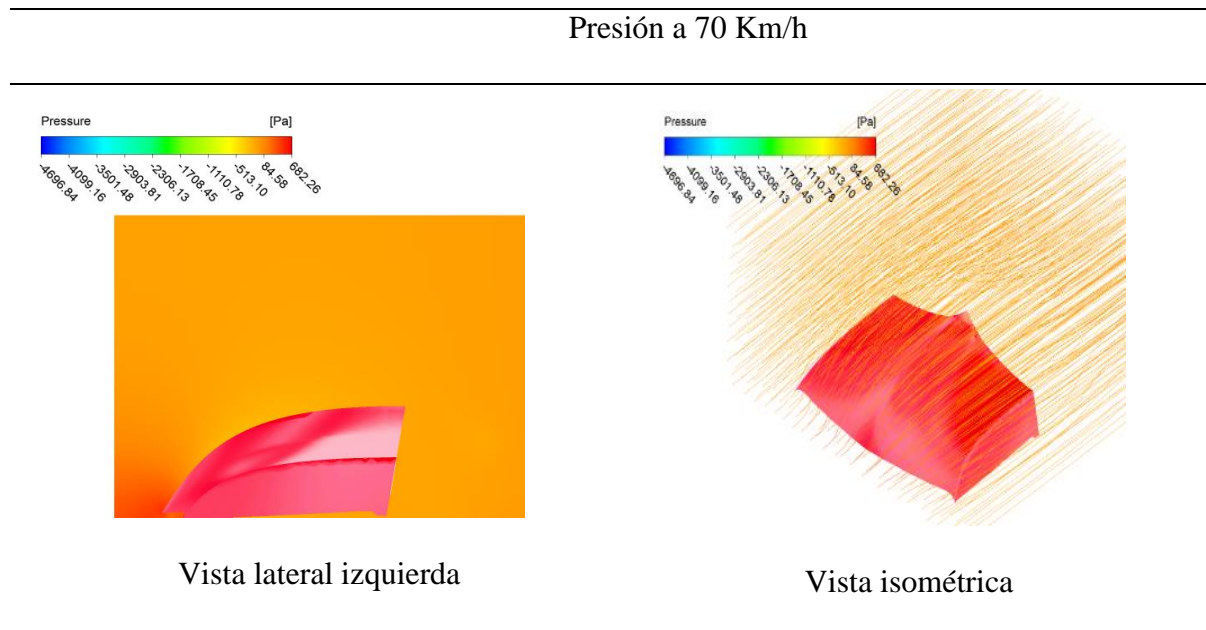 Presión a 70 Km/h
Pressure [Pa]
-4696.84 -4099.16 -3501.48 -2903.81 -2306.13 -1708.45 -1110.78 -513.10 84.58 682.26
Pressure [Pa]
-4696.84 -4099.16 -3501.48 -2903.81 -2306.13 -1708.45 -1110.78 -513.10 84.58 682.26
Vista lateral izquierda
Vista isométrica